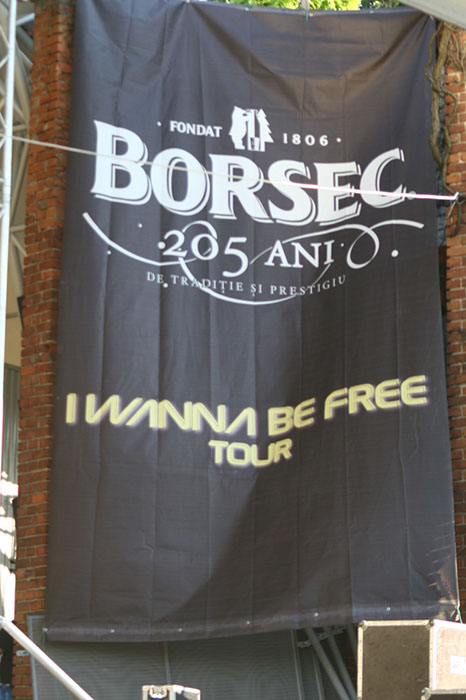 · FONDAT 1806 ·
BORSEC
205 ANI
DE TRADIȚIE ȘI PRESTIGIU
I WANNA BE FREE
TOUR